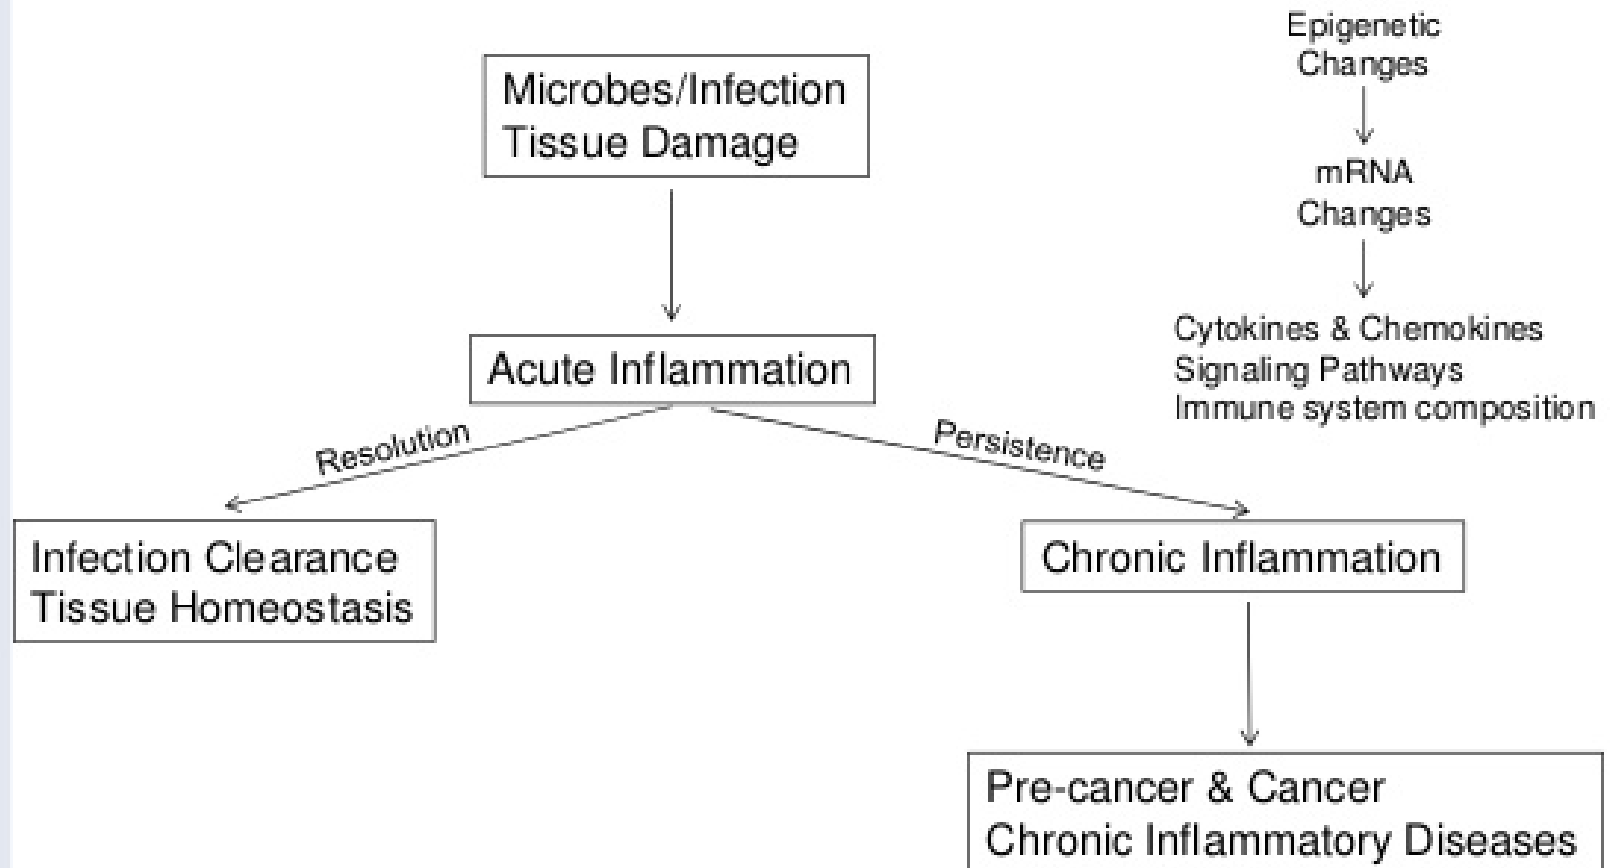 Epigenetic
Changes
Microbes/Infection
Tissue Damage
mRNA
Changes
Cytokines & Chemokines
Signaling Pathways
Immune system composition
Acute Inflammation
Resolution
Persistence
Infection Clearance
Tissue Homeostasis
Chronic Inflammation
Pre-cancer & Cancer
Chronic Inflammatory Diseases